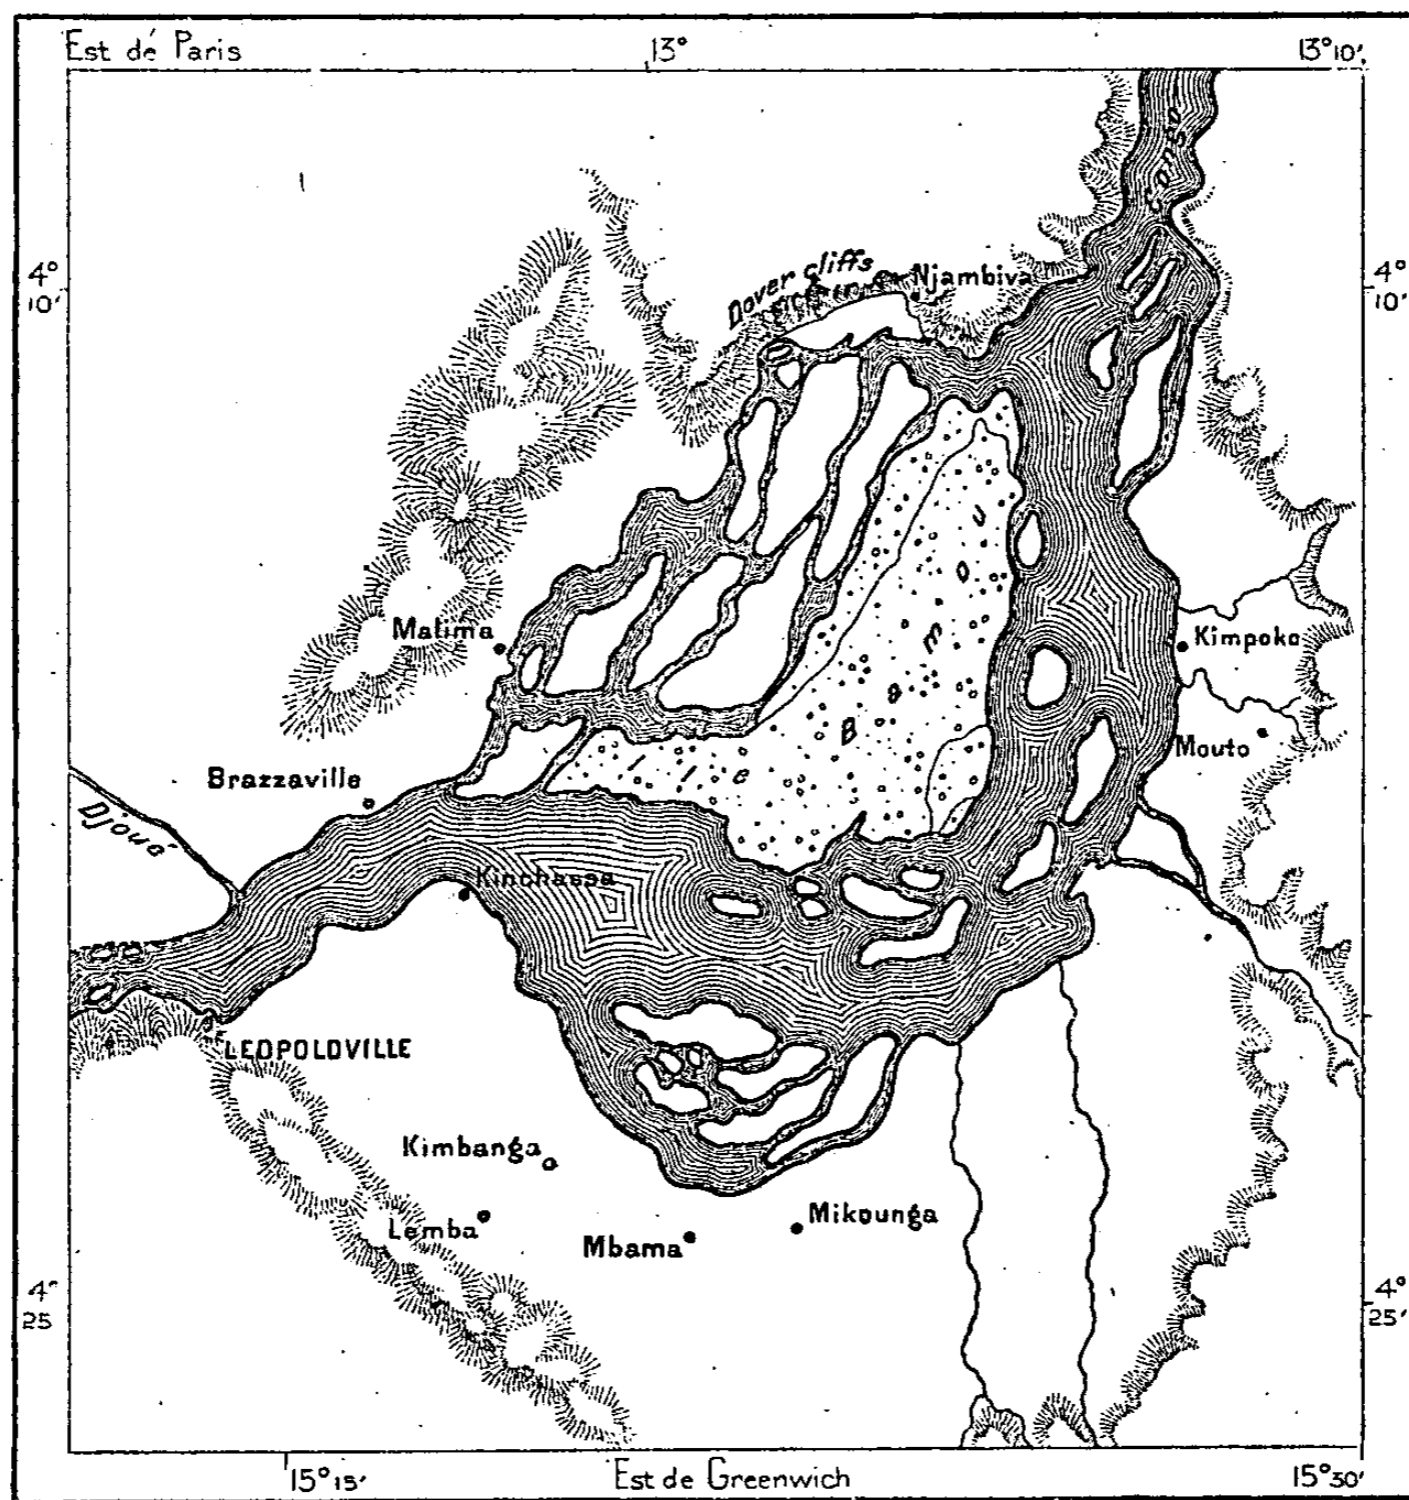 Est de Paris
13°
13°10'
Congo
4°
10'
Dover cliffs
Njambiva
4°
10'
Malima
Kimpoko
Mouto
Ile Bamou
Brazzaville
Djoué
Kinchassa
LEOPOLDVILLE
Kimbanga
Lemba
Mbama
Mikounga
4°
25
4°
25'
15°15'
Est de Greenwich
15°30'